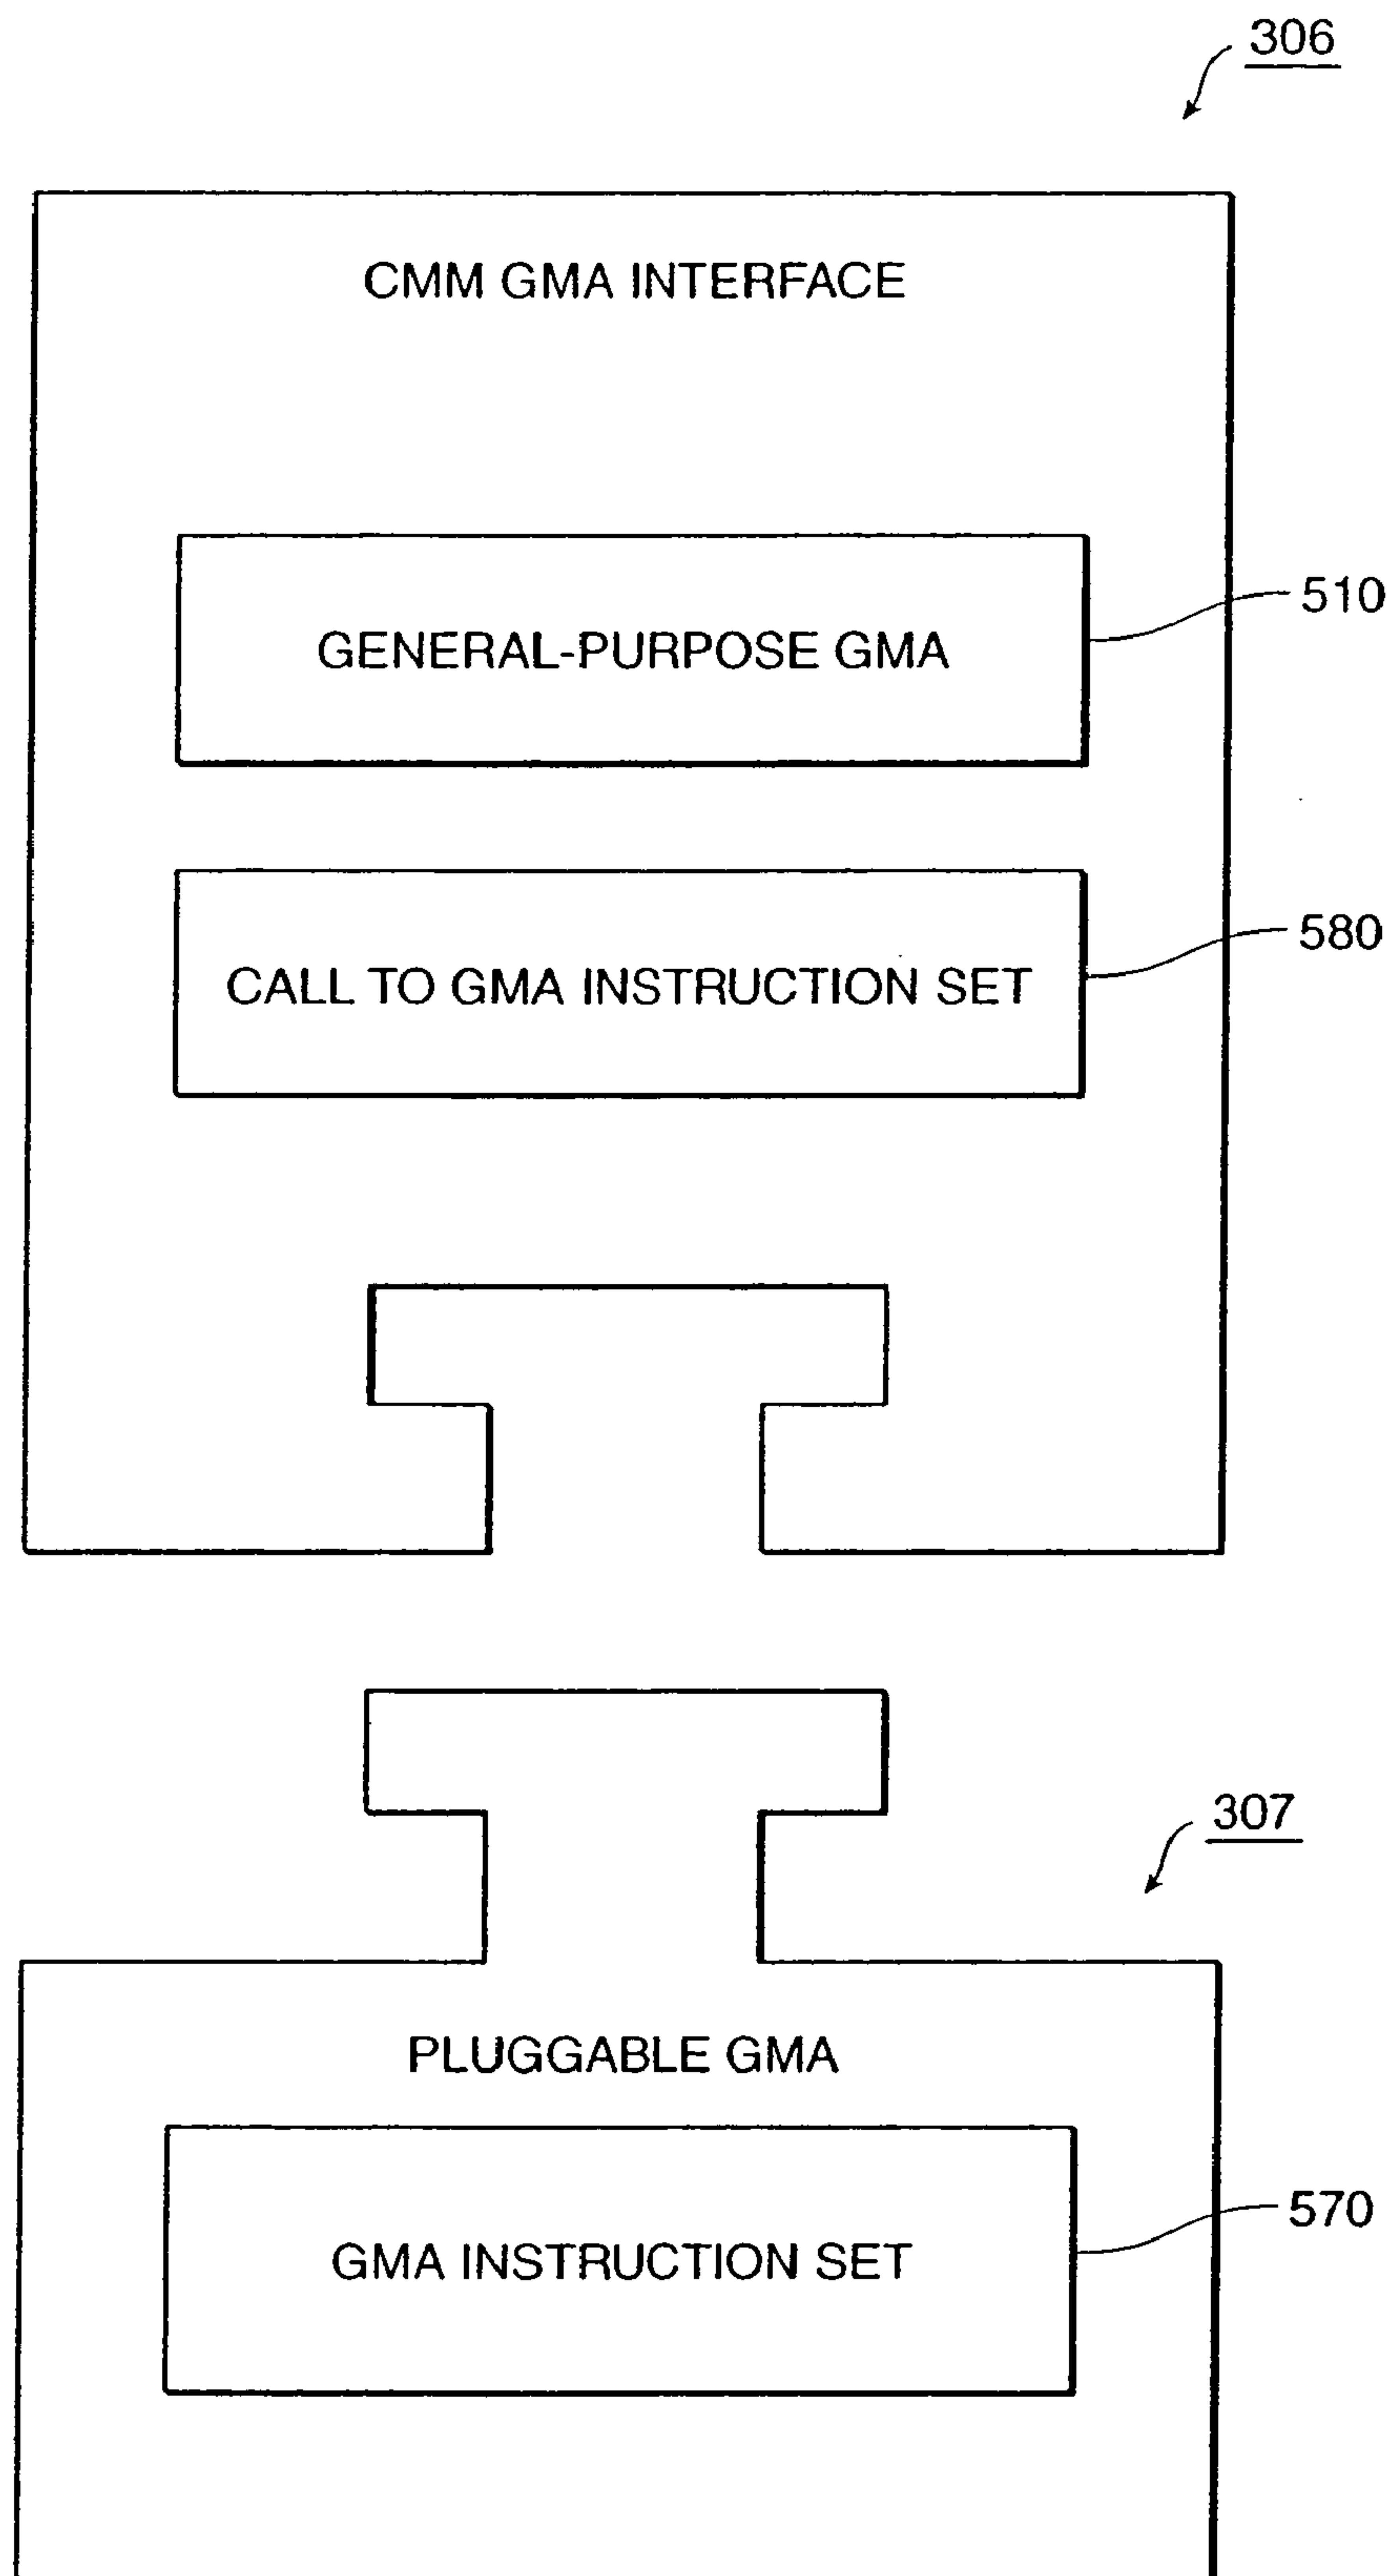 306
CMM GMA INTERFACE
GENERAL-PURPOSE GMA
510
CALL TO GMA INSTRUCTION SET
580
307
PLUGGABLE GMA
GMA INSTRUCTION SET
570